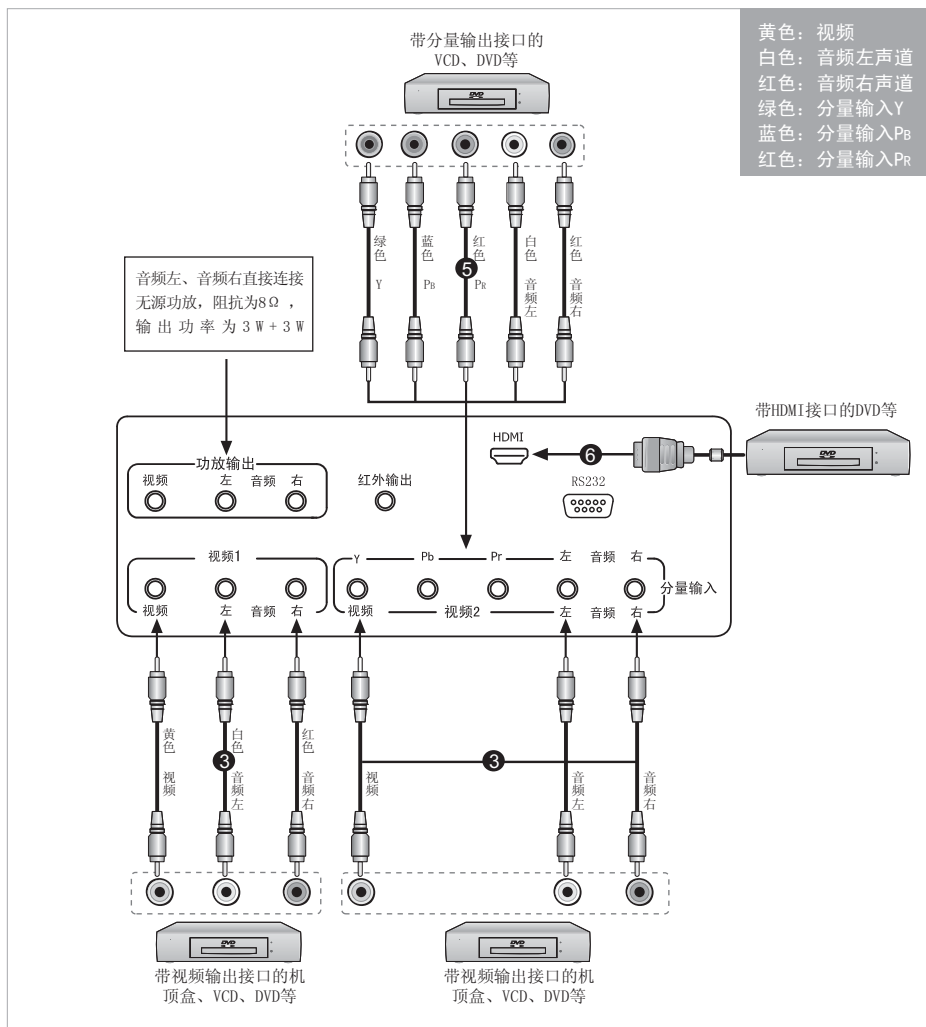 黄色：视频
白色：音频左声道
红色：音频右声道
绿色：分量输入Y
蓝色：分量输入PB
红色：分量输入PR
带分量输出接口的
VCD、DVD等
DVD
绿色 Y
蓝色 PB
红色 PR
白色 音频左
红色 音频右
5
音频左、音频右直接连接
无源功放，阻抗为8Ω，
输出功率为3W+3W
带HDMI接口的DVD等
DVD
HDMI
6
RS232
功放输出
视频 左 音频 右
红外输出
视频1
视频 左 音频 右
Y Pb Pr 左 音频 右
分量输入
视频 视频2 左 音频 右
黄色 视频
白色 音频左
红色 音频右
3
视频
音频左
音频右
3
DVD
带视频输出接口的机
顶盒、VCD、DVD等
DVD
带视频输出接口的机
顶盒、VCD、DVD等